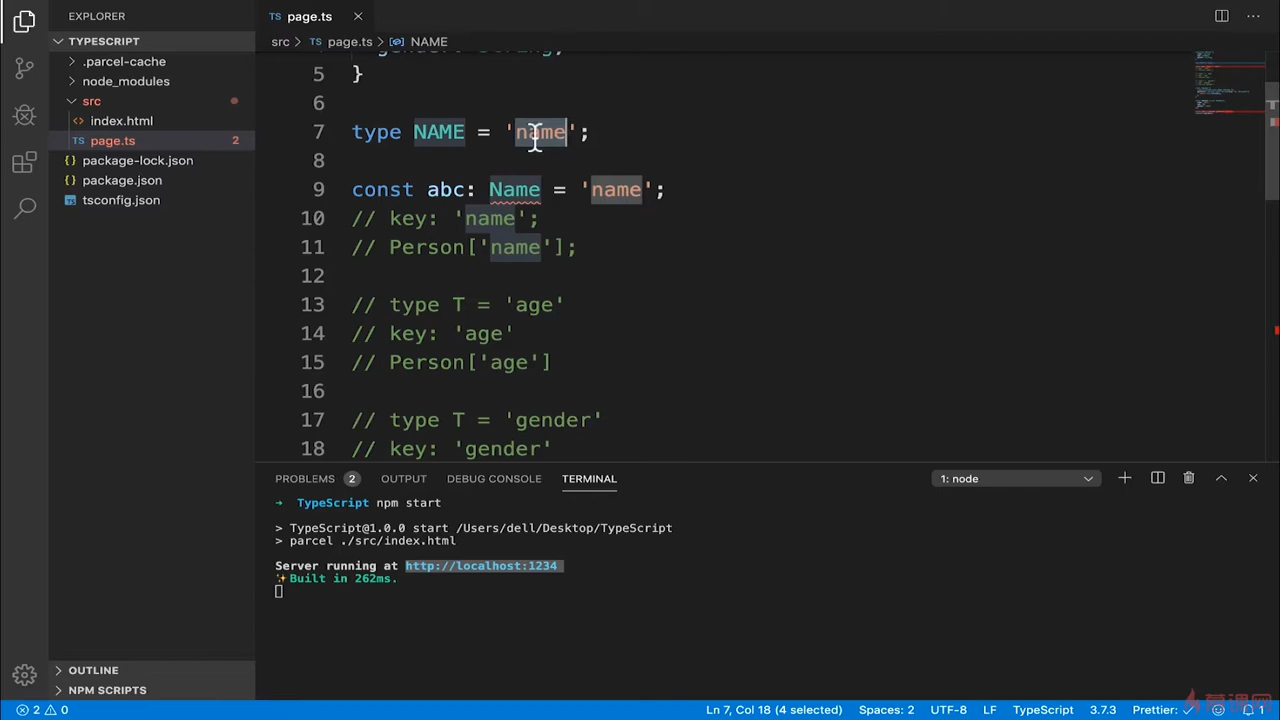 EXPLORER
page.ts
TYPESCRIPT
src > page.ts > NAME
.parcel-cache
node_modules
src
index.html
page.ts 2
package-lock.json
package.json
tsconfig.json
5 }
6
7 type NAME = 'name';
8
9 const abc: Name = 'name';
10 // key: 'name';
11 // Person['name'];
12
13 // type T = 'age'
14 // key: 'age'
15 // Person['age']
16
17 // type T = 'gender'
18 // key: 'gender'
PROBLEMS 2 OUTPUT DEBUG CONSOLE TERMINAL 1: node
→ TypeScript npm start
> TypeScript@1.0.0 start /Users/dell/Desktop/TypeScript
> parcel ./src/index.html
Server running at http://localhost:1234
✨Built in 262ms.
OUTLINE
NPM SCRIPTS
2 0 Ln 7, Col 18 (4 selected) Spaces: 2 UTF-8 LF TypeScript 3.7.3 Prettier: ✓ 1
慕课网